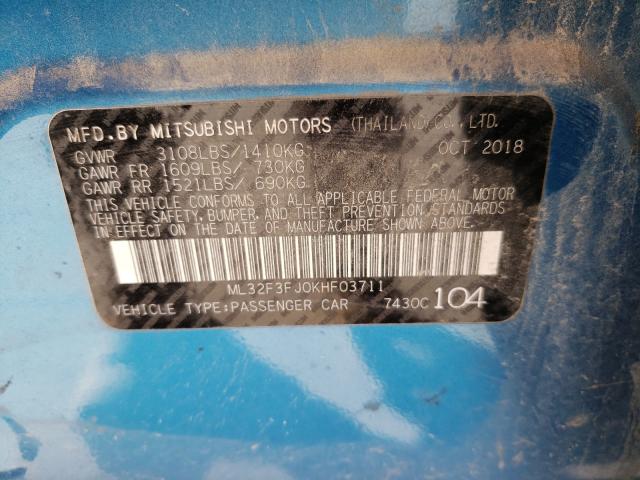 MFD.BY MITSUBISHI MOTORS (THAILAND)CO.,LTD.
GVWR 3108LBS/1410KG OCT 2018
GAWR FR 1609LBS/ 730KG
GAWR RR 1521LBS/ 690KG
THIS VEHICLE CONFORMS TO ALL APPLICABLE FEDERAL MOTOR
VEHICLE SAFETY, BUMPER, AND THEFT PREVENTION STANDARDS
IN EFFECT ON THE DATE OF MANUFACTURE SHOWN ABOVE.
ML32F3FJ0KHF03711
VEHICLE TYPE:PASSENGER CAR 7430C 104